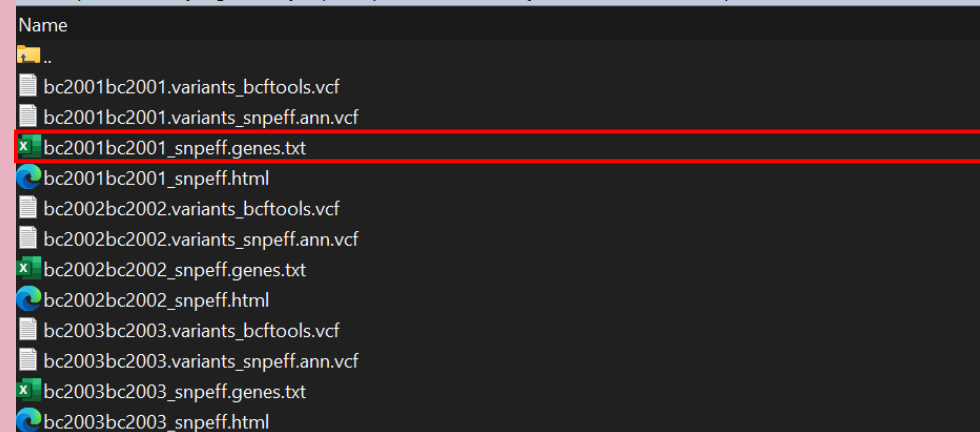 Name
..
bc2001bc2001.variants_bcftools.vcf
bc2001bc2001.variants_snpeff.ann.vcf
bc2001bc2001_snpeff.genes.txt
bc2001bc2001_snpeff.html
bc2002bc2002.variants_bcftools.vcf
bc2002bc2002.variants_snpeff.ann.vcf
bc2002bc2002_snpeff.genes.txt
bc2002bc2002_snpeff.html
bc2003bc2003.variants_bcftools.vcf
bc2003bc2003.variants_snpeff.ann.vcf
bc2003bc2003_snpeff.genes.txt
bc2003bc2003_snpeff.html